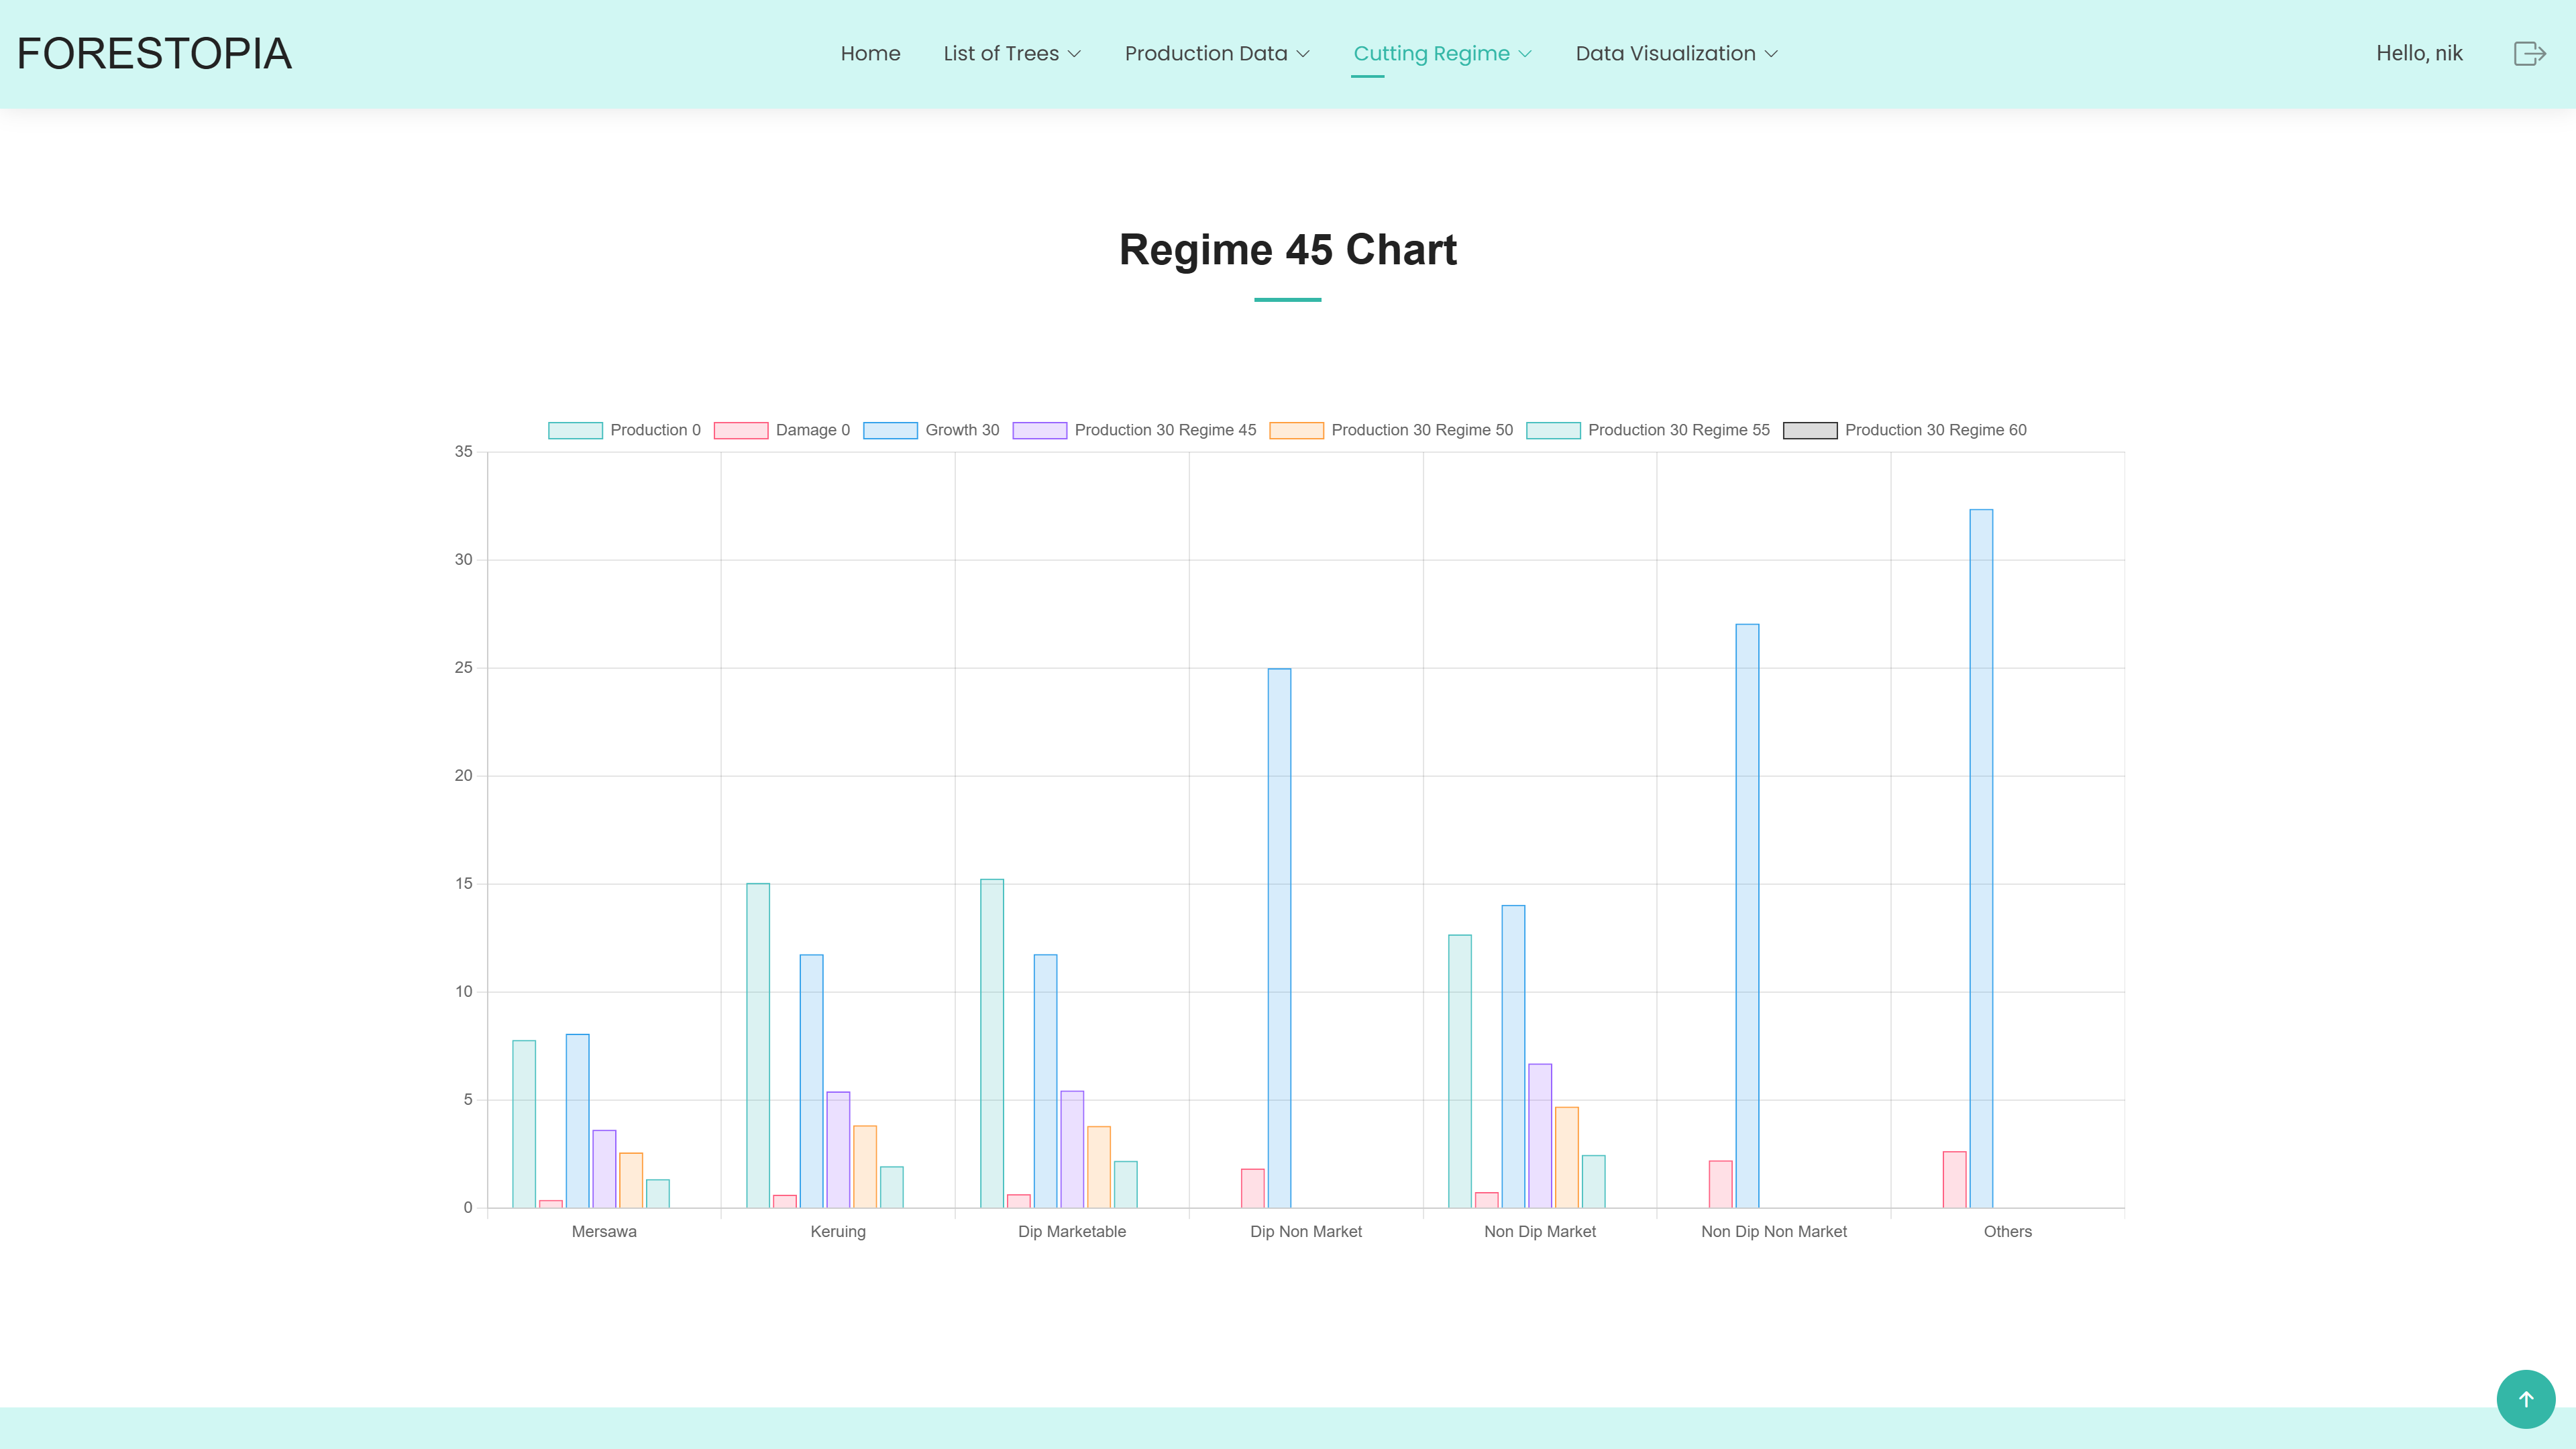 FORESTOPIA
Home List of Trees Production Data Cutting Regime Data Visualization Hello, nik
Regime 45 Chart
Production 0 Damage 0 Growth 30 Production 30 Regime 45 Production 30 Regime 50 Production 30 Regime 55 Production 30 Regime 60
35
30
25
20
15
10
5
0
Mersawa Keruing Dip Marketable Dip Non Market Non Dip Market Non Dip Non Market Others